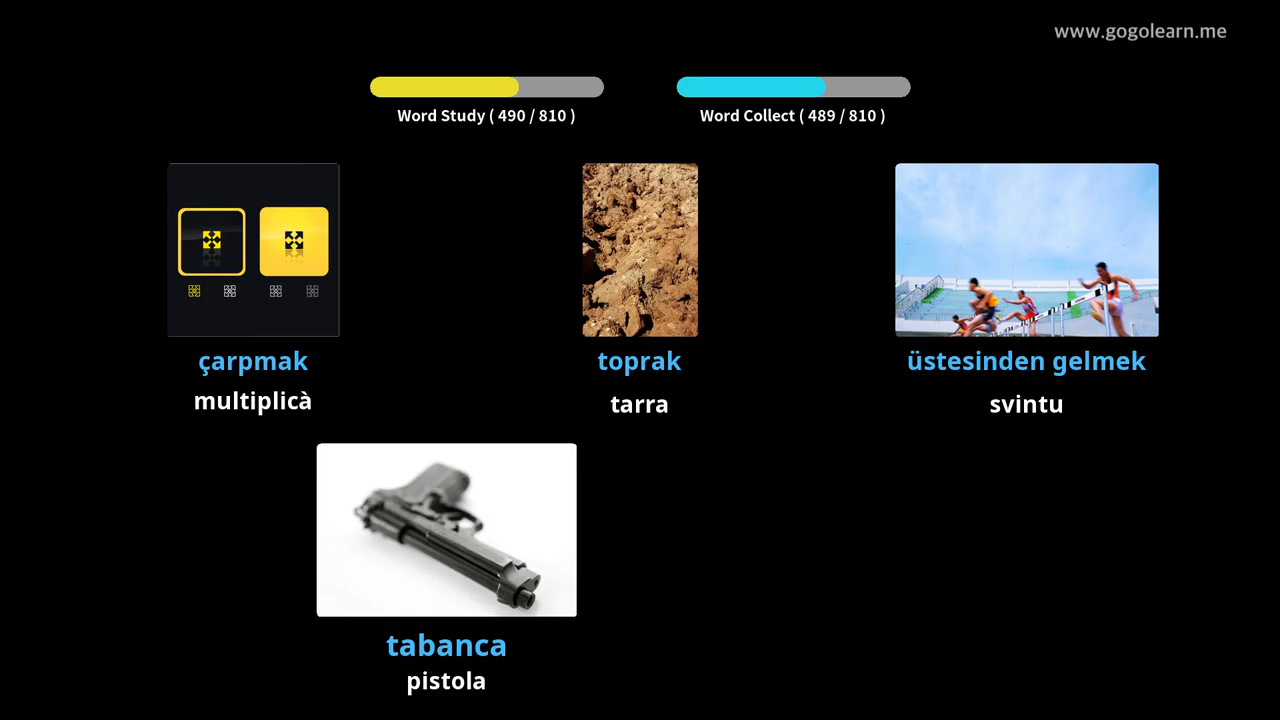 www.gogolearn.me
Word Study ( 490 / 810 )
Word Collect ( 489 / 810 )
çarpmak
multiplicà
toprak
tarra
üstesinden gelmek
svintu
tabanca
pistola